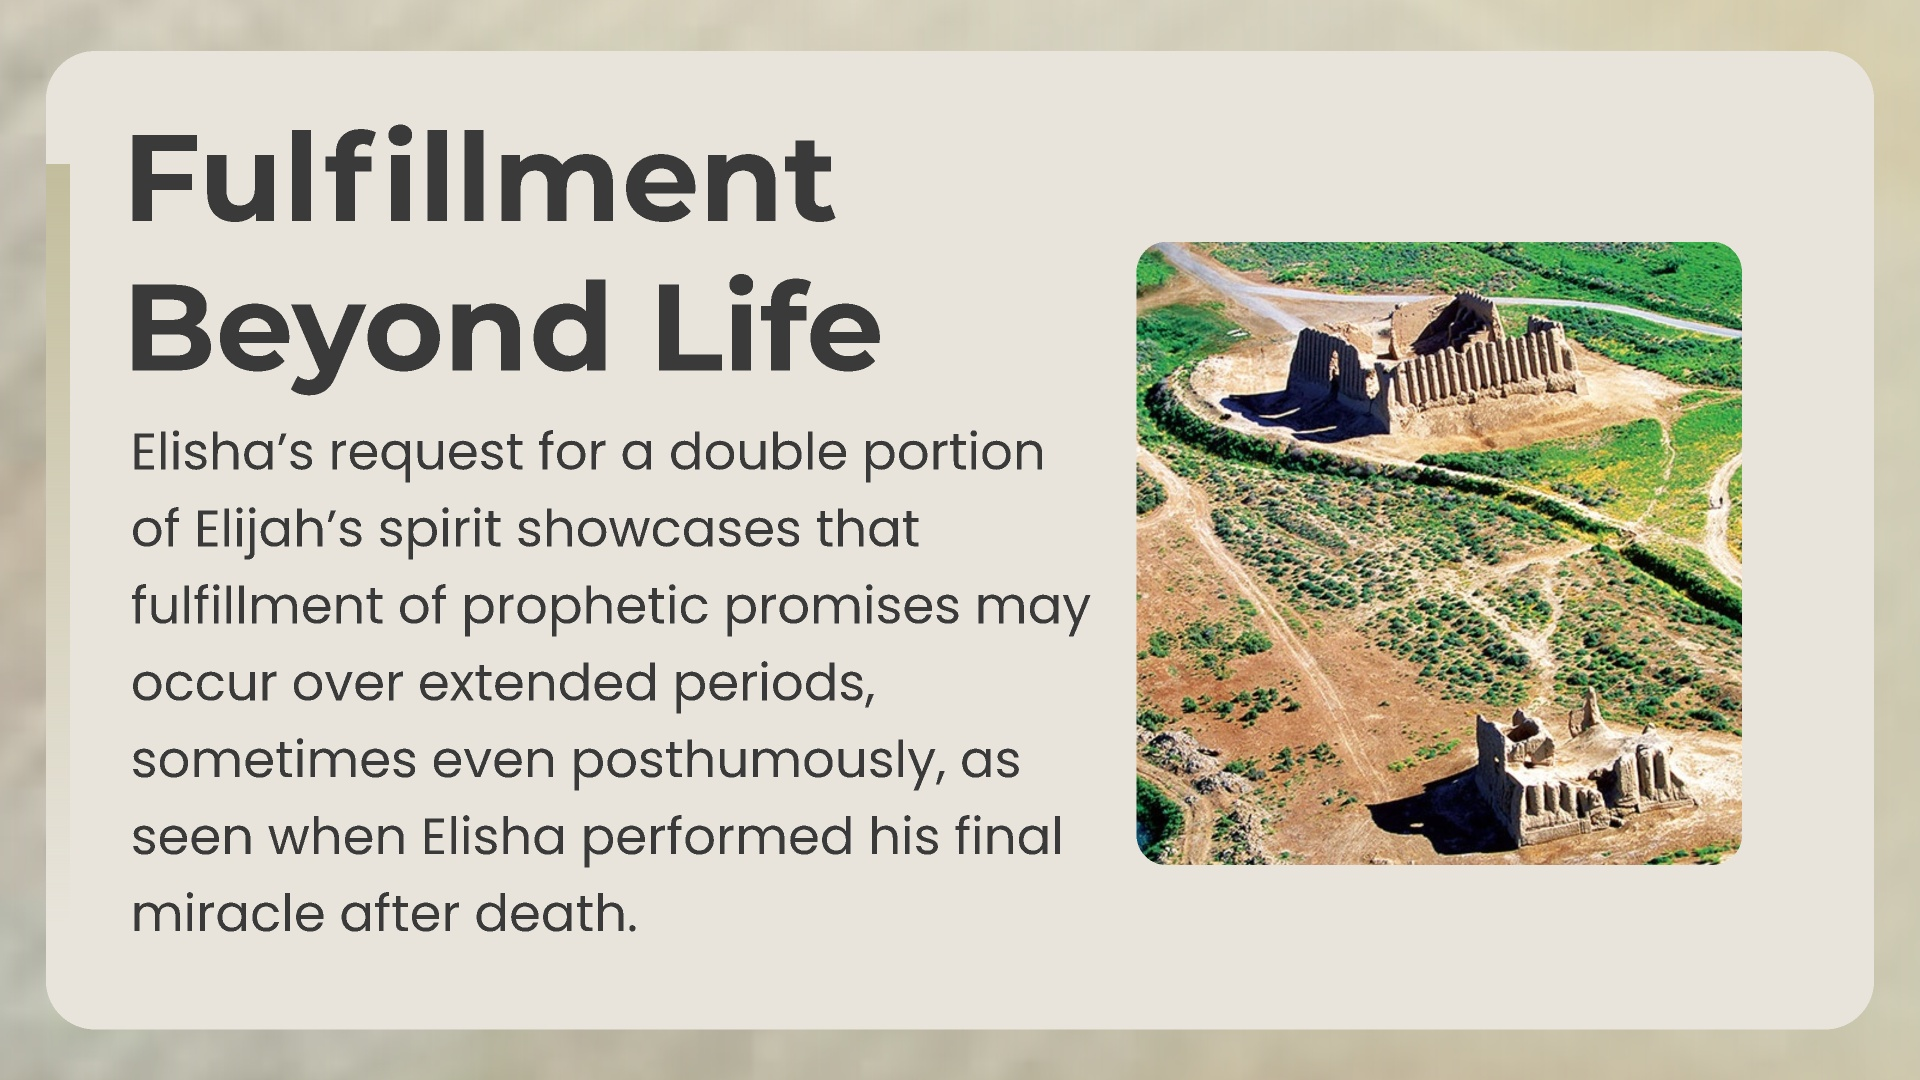 Fulfillment
Beyond Life
Elisha’s request for a double portion
of Elijah’s spirit showcases that
fulfillment of prophetic promises may
occur over extended periods,
sometimes even posthumously, as
seen when Elisha performed his final
miracle after death.